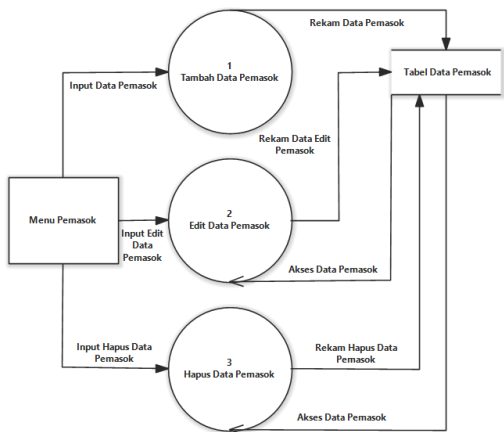 Rekam Data Pemasok
1
Tambah Data Pemasok
Tabel Data Pemasok
Input Data Pemasok
Rekam Data Edit
Pemasok
2
Edit Data Pemasok
Menu Pemasok
Input Edit
Data
Pemasok
Akses Data Pemasok
Input Hapus Data
Pemasok
3
Hapus Data Pemasok
Rekam Hapus Data
Pemasok
Akses Data Pemasok